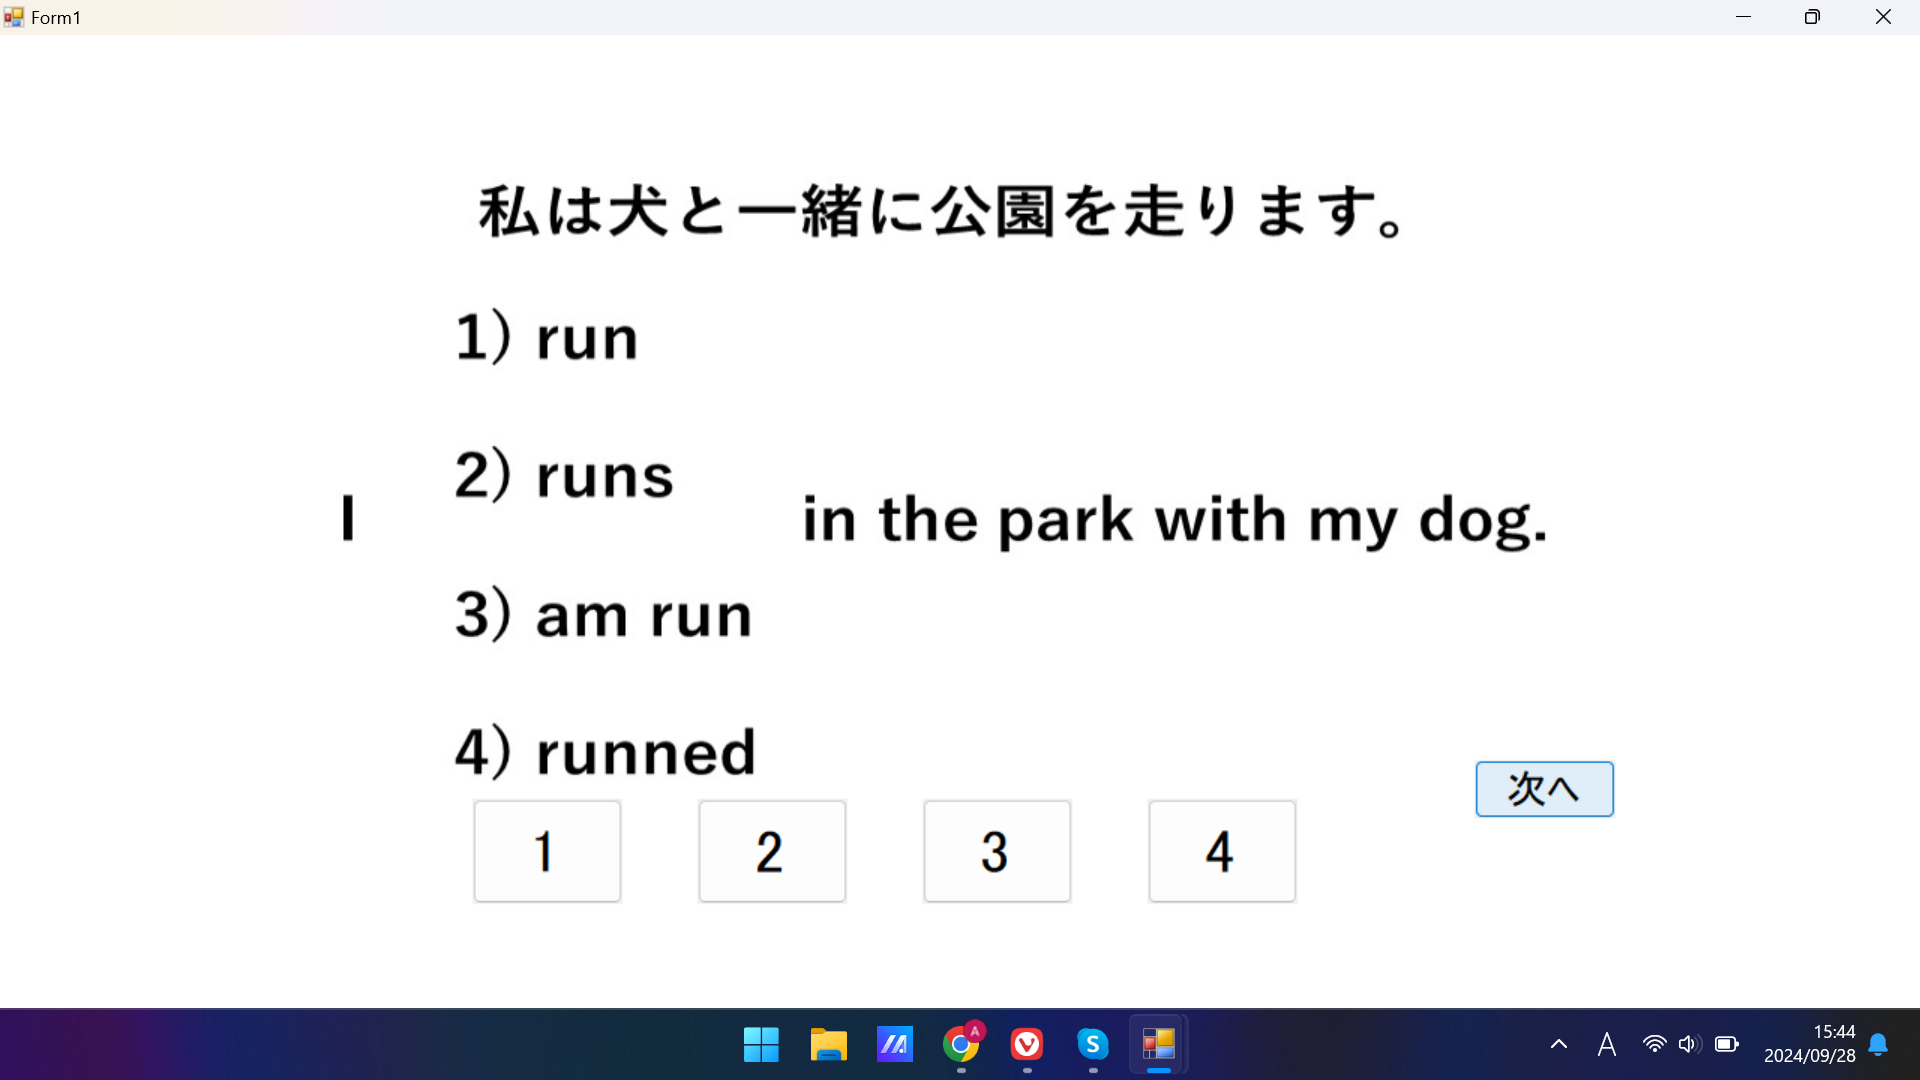 Form1
私は犬と一緒に公園を走ります。
1) run
2) runs
I
in the park with my dog.
3) am run
4) runned
次へ
1
2
3
4
A
A
S
15:44
2024/09/28